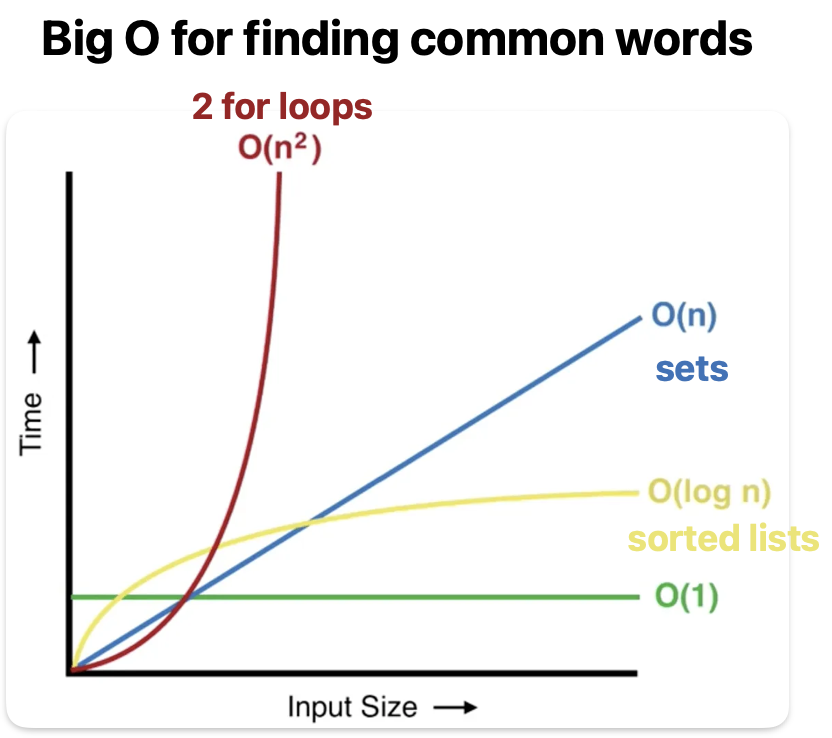 Big O for finding common words
2 for loops
O(n²)
O(n)
sets
O(log n)
sorted lists
O(1)
Time
Input Size